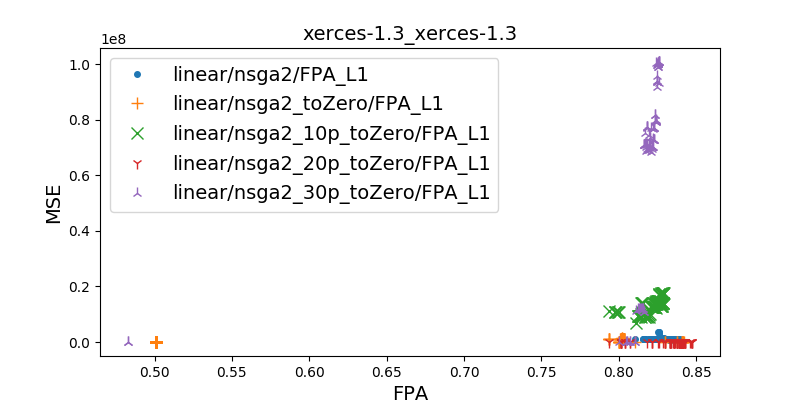 xerces-1.3_xerces-1.3
1e8
linear/nsga2/FPA_L1
linear/nsga2_toZero/FPA_L1
linear/nsga2_10p_toZero/FPA_L1
linear/nsga2_20p_toZero/FPA_L1
linear/nsga2_30p_toZero/FPA_L1
MSE
1.0
0.8
0.6
0.4
0.2
0.0
0.50 0.55 0.60 0.65 0.70 0.75 0.80 0.85
FPA